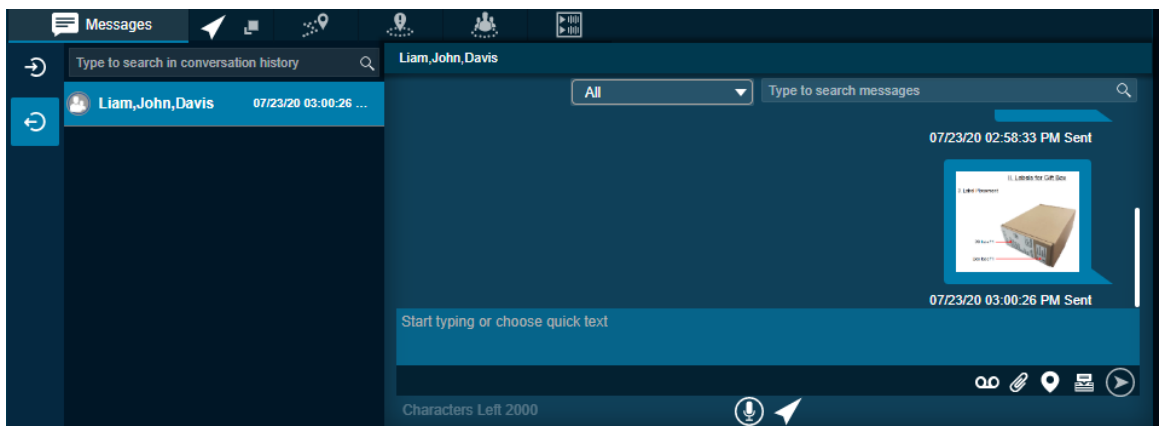 Messages
Type to search in conversation history
Liam,John,Davis
Liam,John,Davis 07/23/20 03:00:26 ...
All
Type to search messages
07/23/20 02:58:33 PM Sent
II. Labels for Gift Box
2. Label Placement
07/23/20 03:00:26 PM Sent
Start typing or choose quick text
Characters Left 2000